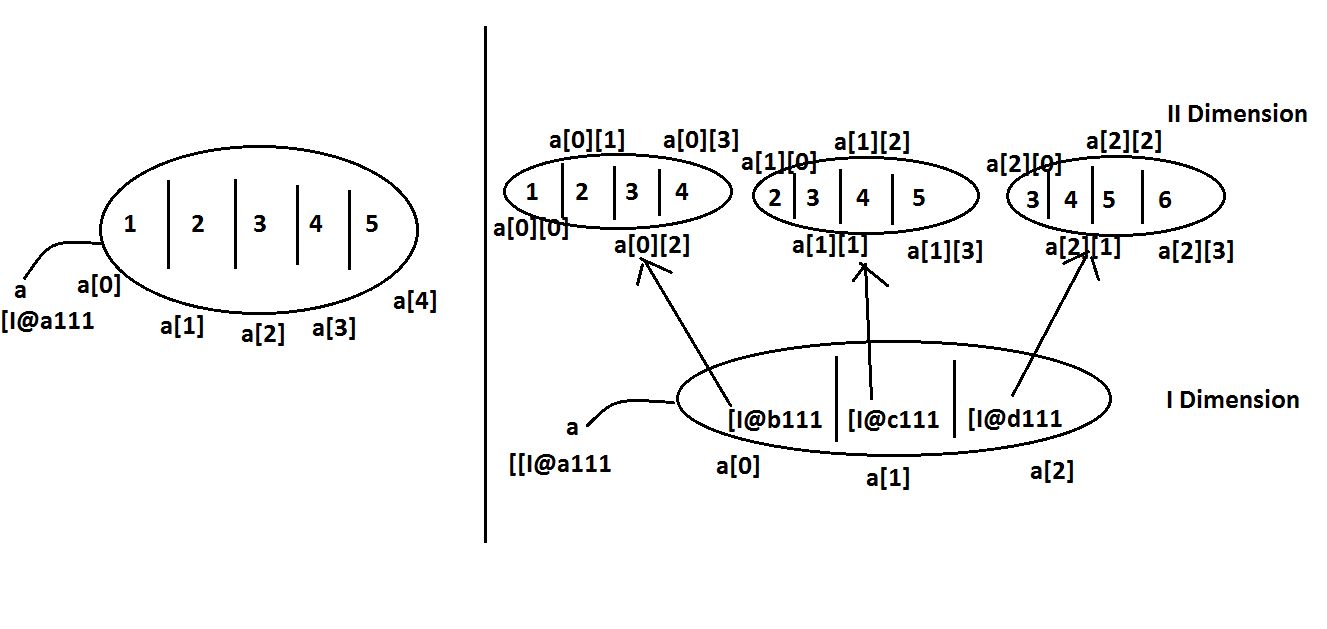 1 2 3 4 5
a
[I@a111
a[0]
a[1]
a[2]
a[3]
a[4]
II Dimension
a[0][1] a[0][3]
1 2 3 4
a[0][0]
a[0][2]
a[1][0]
a[1][2]
2 3 4 5
a[1][1]
a[1][3]
a[2][0]
a[2][2]
3 4 5 6
a[2][1]
a[2][3]
I Dimension
a
[[I@a111
[I@b111 [I@c111 [I@d111
a[0]
a[1]
a[2]